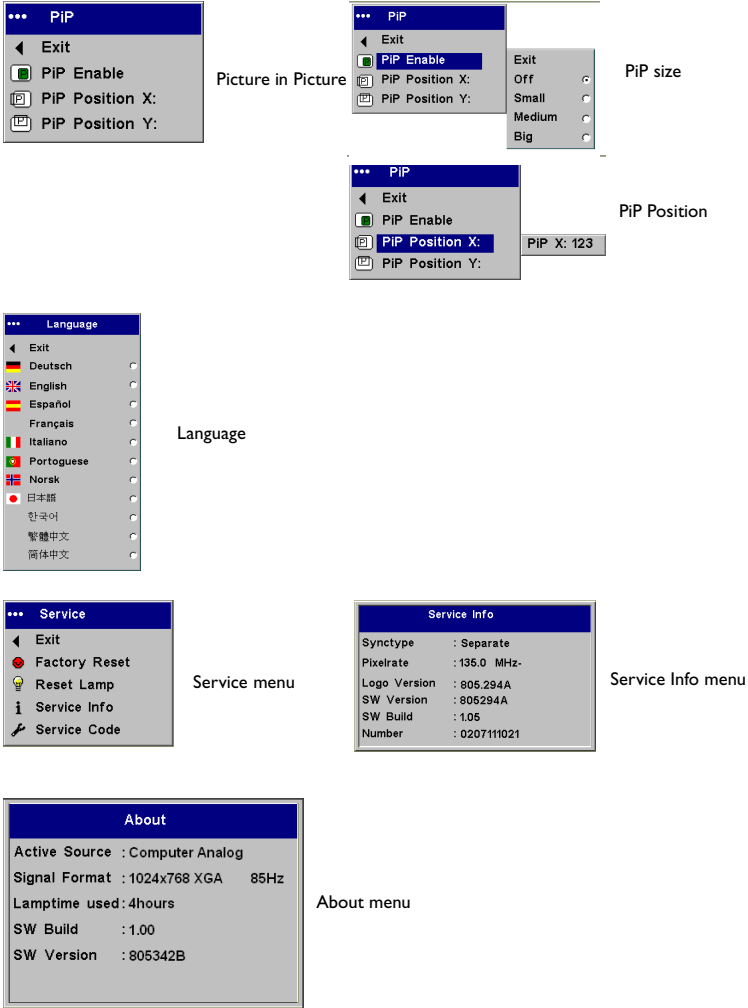 ••• PiP
Exit
PiP Enable
PiP Position X:
PiP Position Y:
Picture in Picture
••• PiP
Exit
PiP Enable
PiP Position X:
PiP Position Y:
Exit
Off
Small
Medium
Big
PiP size
••• PiP
Exit
PiP Enable
PiP Position X:
PiP Position Y:
PiP X: 123
PiP Position
••• Language
Exit
Deutsch
English
Español
Français
Italiano
Portoguese
Norsk
日本語
한국어
繁體中文
简体中文
Language
••• Service
Exit
Factory Reset
Reset Lamp
Service Info
Service Code
Service menu
Service Info
Synctype : Separate
Pixelrate : 135.0 MHz-
Logo Version : 805.294A
SW Version : 805294A
SW Build : 1.05
Number : 0207111021
Service Info menu
About
Active Source : Computer Analog
Signal Format : 1024x768 XGA 85Hz
Lamptime used : 4hours
SW Build : 1.00
SW Version : 805342B
About menu